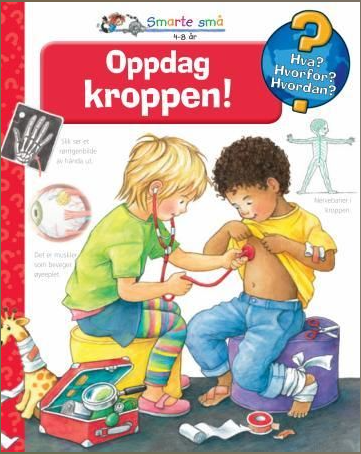 Smarte små
4-8 år
Oppdag
kroppen!
Hva?
Hvorfor?
Hvordan?
Slik ser et
røntgenbilde
av hånda ut.
Nervebaner i
kroppen.
Det er muskler
som beveger
øyeeplet.